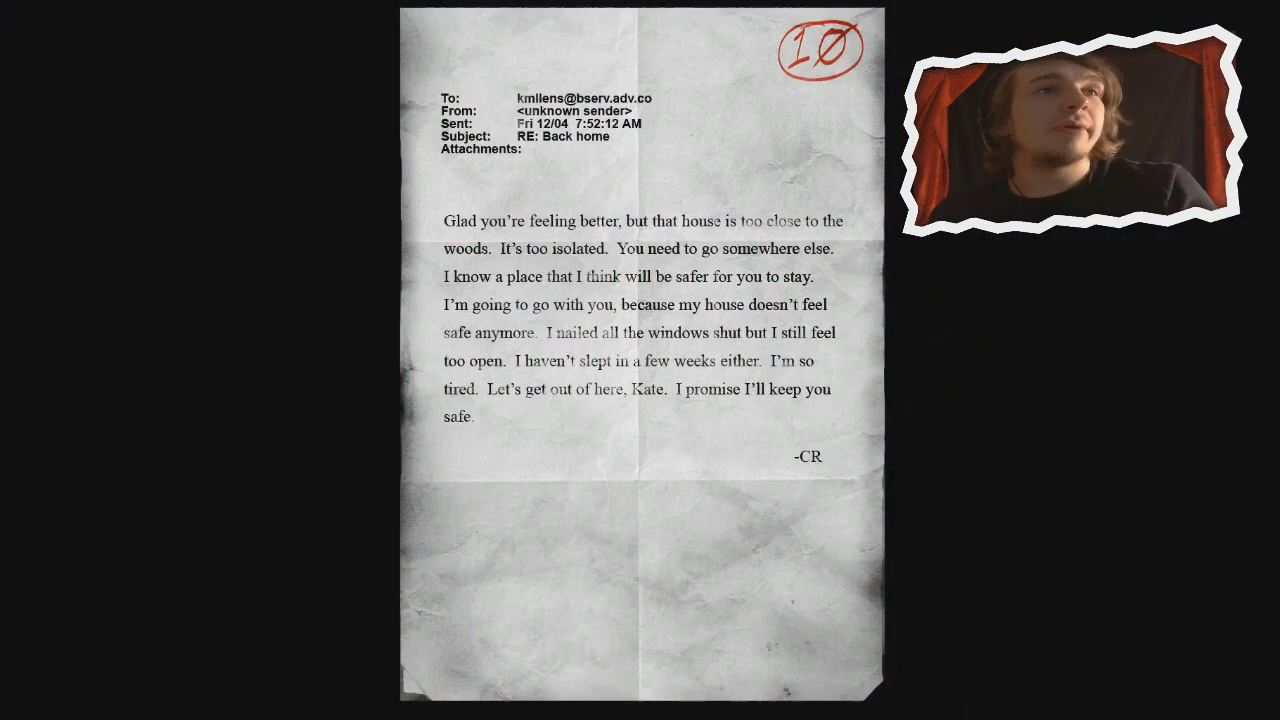 10
To: kmllens@bserv.adv.co
From: <unknown sender>
Sent: Fri 12/04 7:52:12 AM
Subject: RE: Back home
Attachments:
Glad you're feeling better, but that house is too close to the
woods. It's too isolated. You need to go somewhere else.
I know a place that I think will be safer for you to stay.
I'm going to go with you, because my house doesn't feel
safe anymore. I nailed all the windows shut but I still feel
too open. I haven't slept in a few weeks either. I'm so
tired. Let's get out of here, Kate. I promise I'll keep you
safe.
-CR